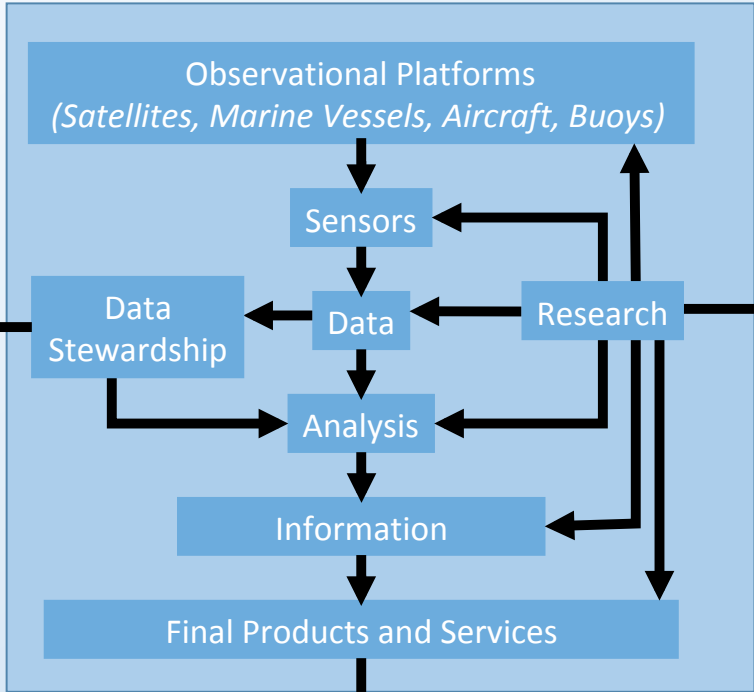 Observational Platforms
(Satellites, Marine Vessels, Aircraft, Buoys)
Sensors
Data
Stewardship
Data
Research
Analysis
Information
Final Products and Services